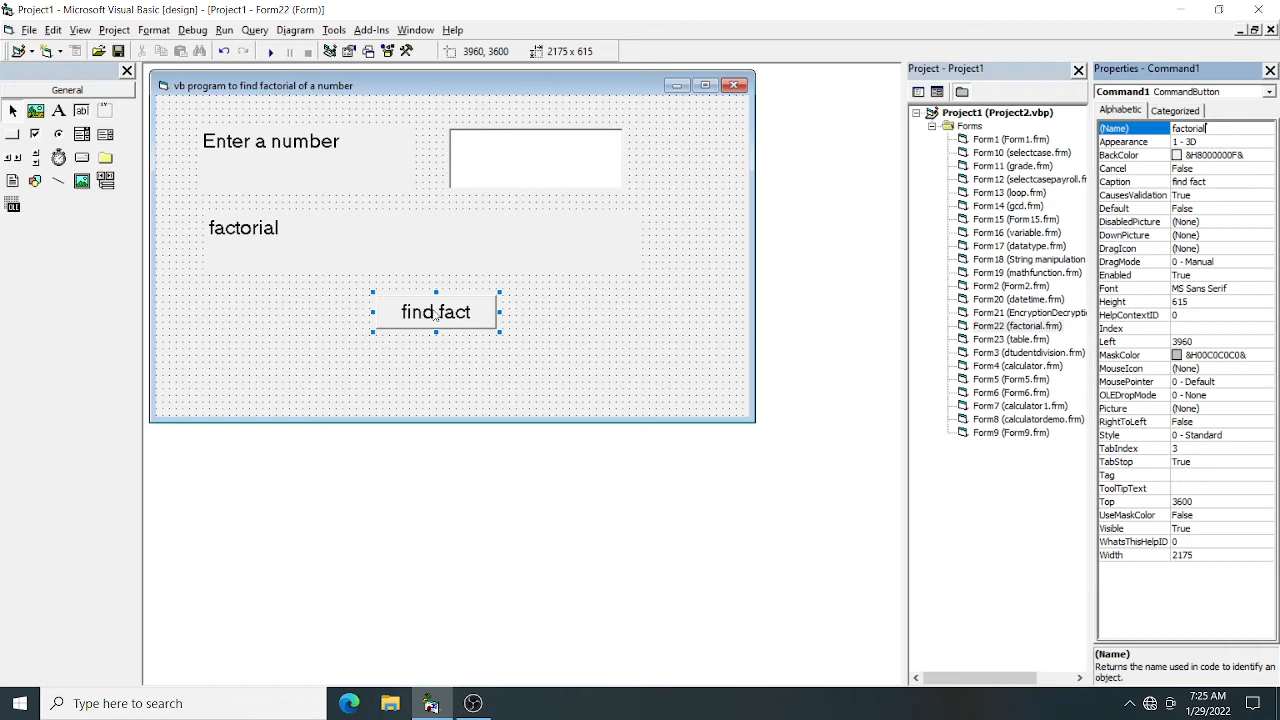 Project1 - Microsoft Visual Basic [design] - [Project1 - Form22 (Form)]
File Edit View Project Format Debug Run Query Diagram Tools Add-Ins Window Help
3960, 3600
2175 x 615
General
A
ab
OLE
vb program to find factorial of a number
Enter a number
factorial
find fact
Project - Project1
Project1 (Project2.vbp)
Forms
Form1 (Form1.frm)
Form10 (selectcase.frm)
Form11 (grade.frm)
Form12 (selectcasepayroll.f
Form13 (loop.frm)
Form14 (gcd.frm)
Form15 (Form15.frm)
Form16 (variable.frm)
Form17 (datatype.frm)
Form18 (String manipulation
Form19 (mathfunction.frm)
Form2 (Form2.frm)
Form20 (datetime.frm)
Form21 (EncryptionDecrypti
Form22 (factorial.frm)
Form23 (table.frm)
Form3 (dtudentdivision.frm)
Form4 (calculator.frm)
Form5 (Form5.frm)
Form6 (Form6.frm)
Form7 (calculator1.frm)
Form8 (calculatordemo.frm)
Form9 (Form9.frm)
Properties - Command1
Command1 CommandButton
Alphabetic Categorized
(Name) factorial
Appearance 1 - 3D
BackColor &H8000000F&
Cancel False
Caption find fact
CausesValidation True
Default False
DisabledPicture (None)
DownPicture (None)
DragIcon (None)
DragMode 0 - Manual
Enabled True
Font MS Sans Serif
Height 615
HelpContextID 0
Index
Left 3960
MaskColor &H00C0C0C0&
MouseIcon (None)
MousePointer 0 - Default
OLEDropMode 0 - None
Picture (None)
RightToLeft False
Style 0 - Standard
TabIndex 3
TabStop True
Tag
ToolTipText
Top 3600
UseMaskColor False
Visible True
WhatsThisHelpID 0
Width 2175
(Name)
Returns the name used in code to identify an
object.
Type here to search
7:25 AM
1/29/2022